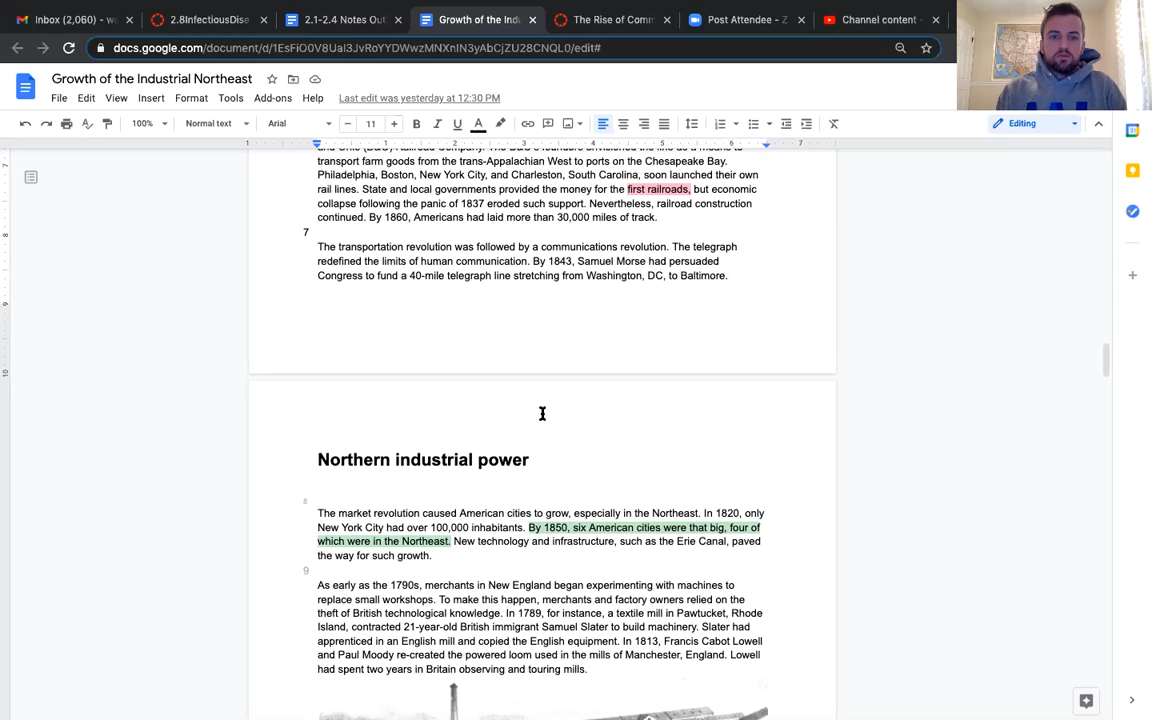 Inbox (2,060) - w
2.8InfectiousDise
2.1-2.4 Notes Out
Growth of the Indu
The Rise of Comm
Post Attendee - Z
Channel content -
docs.google.com/document/d/1EsFiO0V8UaI3JvRoYYDWwzMNXnIN3yAbCjZU28CNQL0/edit#
Growth of the Industrial Northeast
File Edit View Insert Format Tools Add-ons Help Last edit was yesterday at 12:30 PM
100% Normal text Arial 11 B I U A Editing
1 1 2 3 4 5 6 7
transport farm goods from the trans-Appalachian West to ports on the Chesapeake Bay.
Philadelphia, Boston, New York City, and Charleston, South Carolina, soon launched their own
rail lines. State and local governments provided the money for the first railroads, but economic
collapse following the panic of 1837 eroded such support. Nevertheless, railroad construction
continued. By 1860, Americans had laid more than 30,000 miles of track.
7
The transportation revolution was followed by a communications revolution. The telegraph
redefined the limits of human communication. By 1843, Samuel Morse had persuaded
Congress to fund a 40-mile telegraph line stretching from Washington, DC, to Baltimore.
Northern industrial power
8
The market revolution caused American cities to grow, especially in the Northeast. In 1820, only
New York City had over 100,000 inhabitants. By 1850, six American cities were that big, four of
which were in the Northeast. New technology and infrastructure, such as the Erie Canal, paved
the way for such growth.
9
As early as the 1790s, merchants in New England began experimenting with machines to
replace small workshops. To make this happen, merchants and factory owners relied on the
theft of British technological knowledge. In 1789, for instance, a textile mill in Pawtucket, Rhode
Island, contracted 21-year-old British immigrant Samuel Slater to build machinery. Slater had
apprenticed in an English mill and copied the English equipment. In 1813, Francis Cabot Lowell
and Paul Moody re-created the powered loom used in the mills of Manchester, England. Lowell
had spent two years in Britain observing and touring mills.